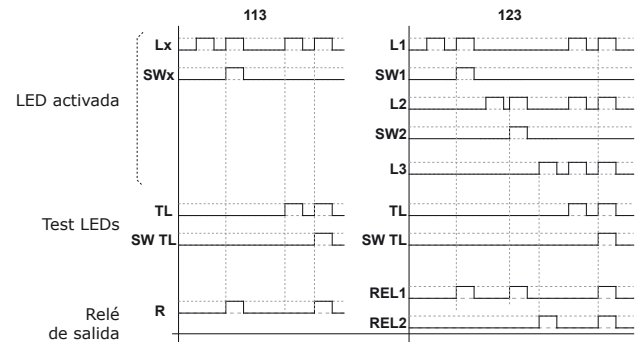 113
123
Lx
L1
SWx
SW1
LED activada
L2
SW2
L3
Test LEDs
TL
TL
SW TL
SW TL
REL1
Relé
de salida
R
REL2